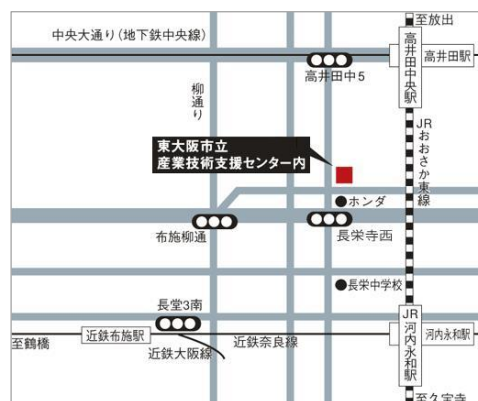 至放出
中央大通り(地下鉄中央線)
高井田中央駅
高井田駅
高井田中5
柳通り
JRおおさか東線
東大阪市立
産業技術支援センター内
ホンダ
布施柳通
長栄寺西
長栄中学校
長堂3南
JR
河内永和駅
河内永和駅
至鶴橋
近鉄布施駅
近鉄大阪線
近鉄奈良線
至久宝寺